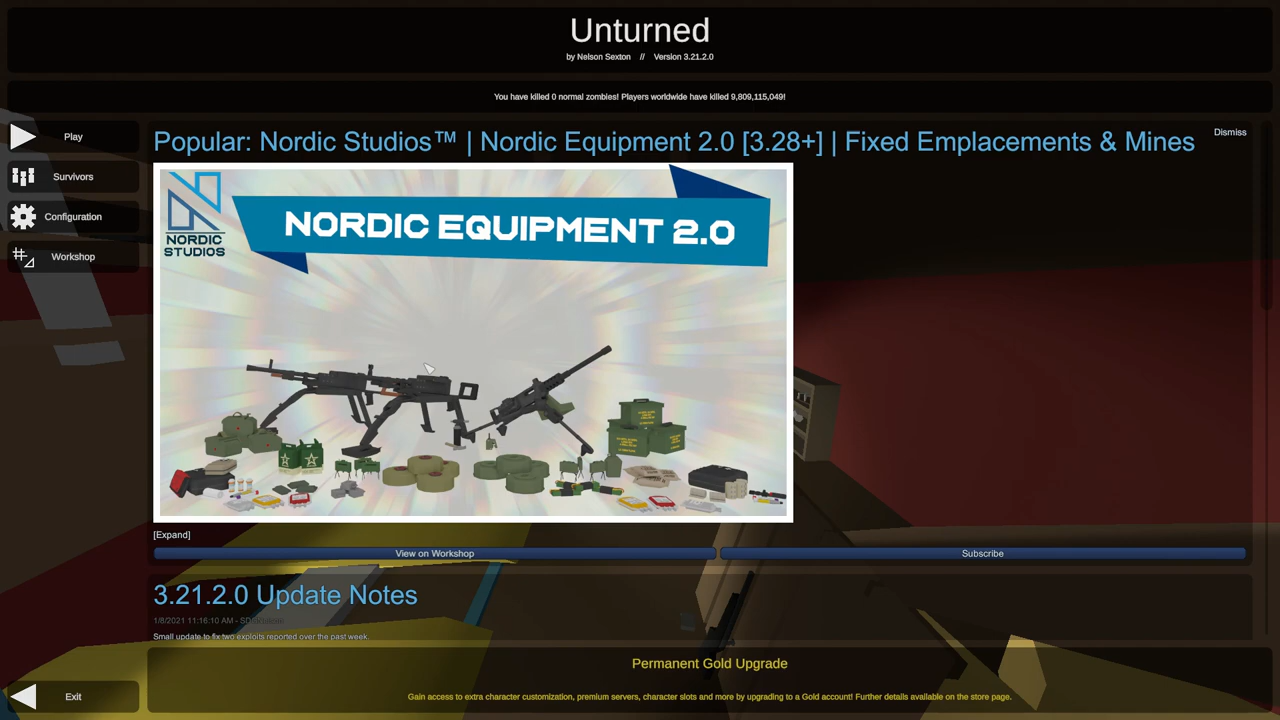 Unturned
by Nelson Sexton // Version 3.21.2.0
You have killed 0 normal zombies! Players worldwide have killed 9,809,115,049!
Play
Survivors
Configuration
Workshop
Popular: Nordic Studios™ | Nordic Equipment 2.0 [3.28+] | Fixed Emplacements & Mines
Dismiss
NORDIC
STUDIOS
NORDIC EQUIPMENT 2.0
[Expand]
View on Workshop
Subscribe
3.21.2.0 Update Notes
1/8/2021 11:16:10 AM -
Small update to fix two exploits reported over the past week.
Permanent Gold Upgrade
Gain access to extra character customization, premium servers, character slots and more by upgrading to a Gold account! Further details available on the store page.
Exit